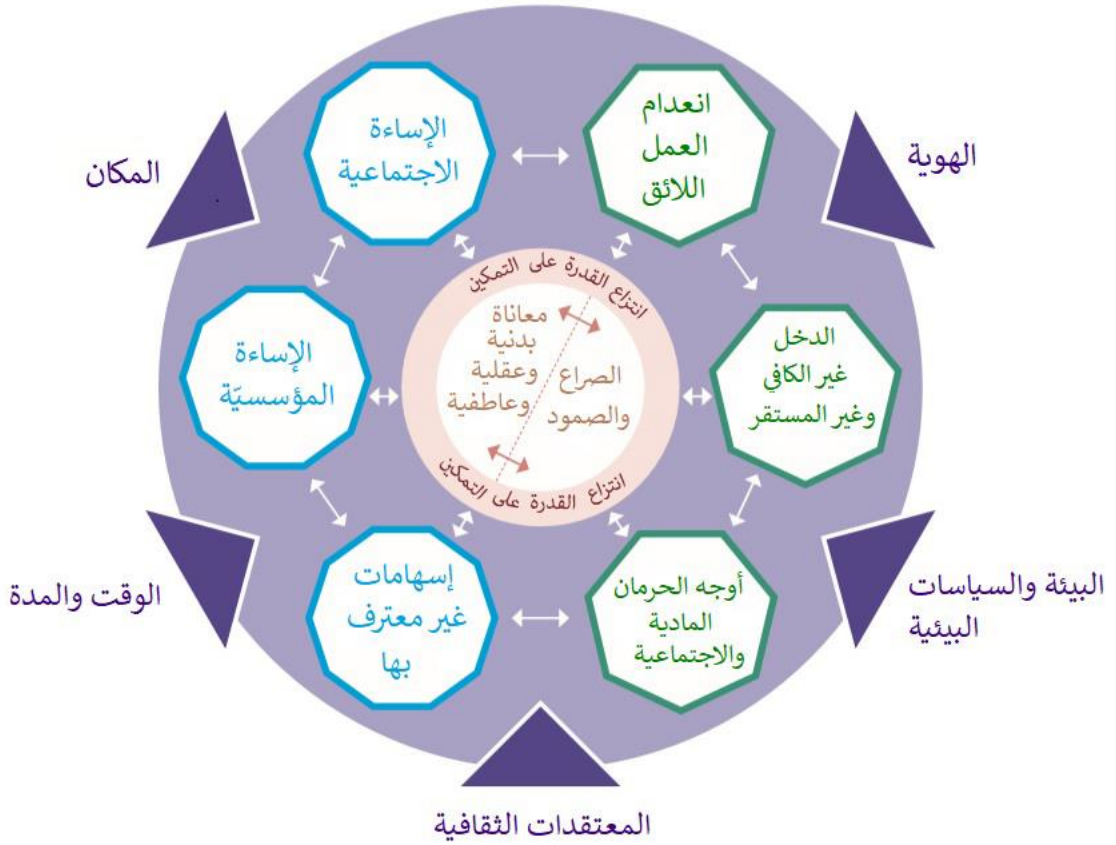 انعدام
العمل
اللائق
الإساءة
الاجتماعية
الهوية
المكان
انتزاع القدرة على التمكين
معاناة
بدنية
وعقلية
وعاطفية
الصراع
والصمود
انتزاع القدرة على التمكين
الدخل
غير الكافي
وغير المستقر
الإساءة
المؤسسيّة
أوجه الحرمان
المادية
والاجتماعية
إسهامات
غير معترف
بها
البيئة والسياسات
البيئية
الوقت والمدة
المعتقدات الثقافية